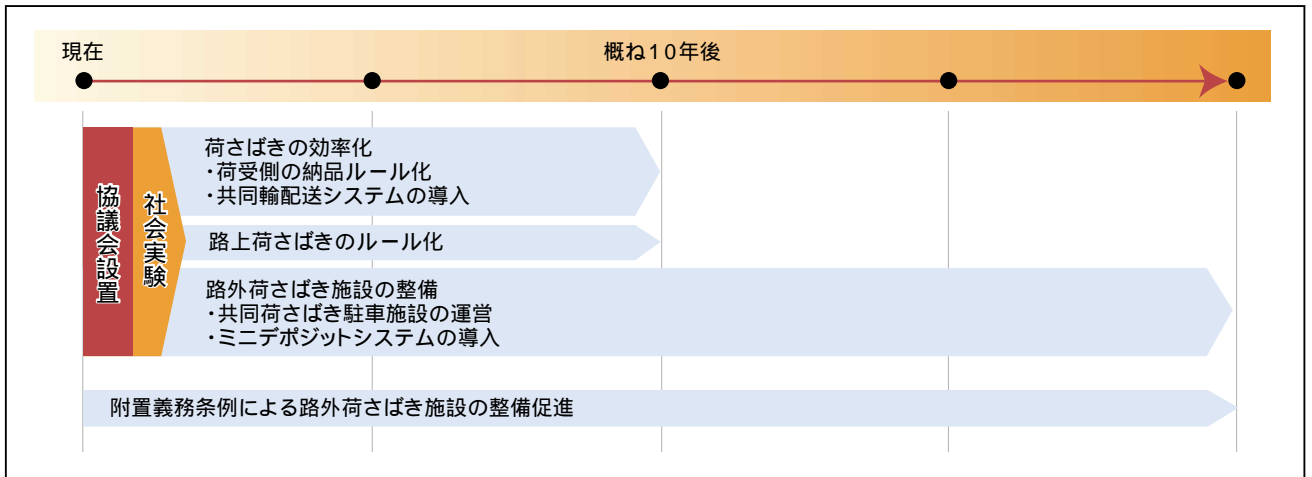 現在
概ね10年後
協議会設置
社会実験
荷さばきの効率化
・荷受側の納品ルール化
・共同輸配送システムの導入
路上荷さばきのルール化
路外荷さばき施設の整備
・共同荷さばき駐車施設の運営
・ミニデポジットシステムの導入
附置義務条例による路外荷さばき施設の整備促進